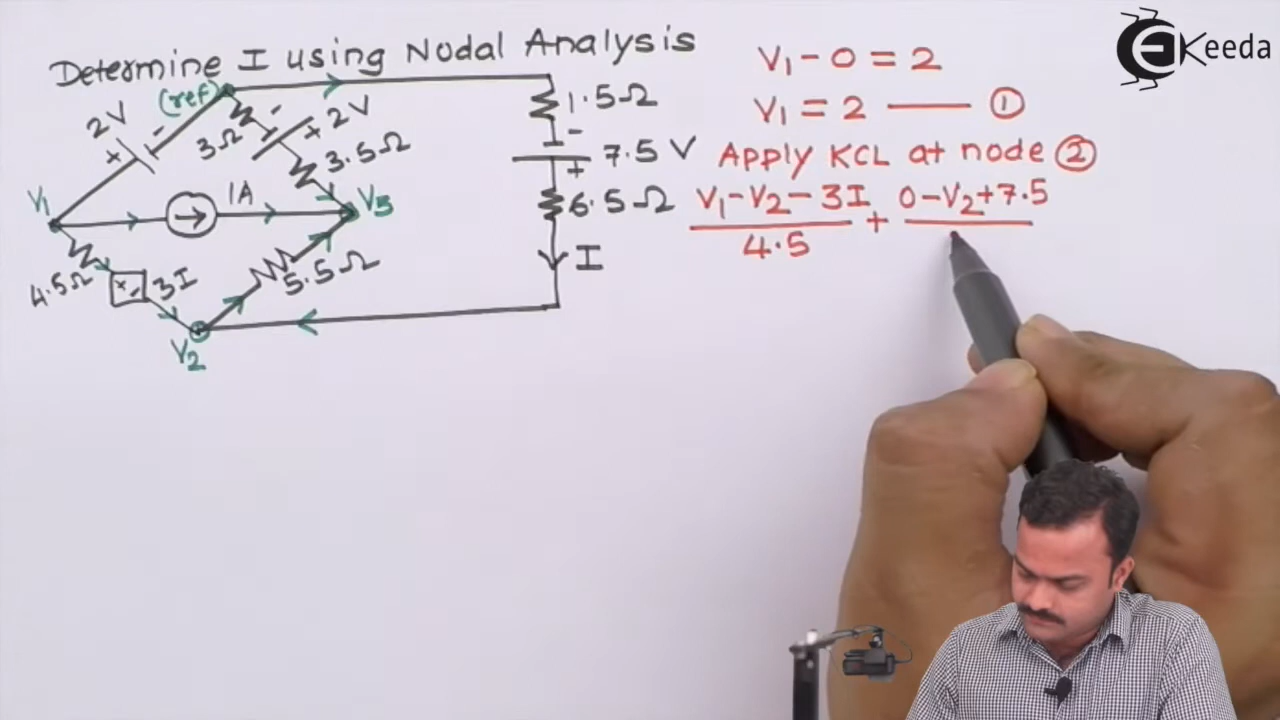 Determine I using Nodal Analysis
(ref)
2V
3Ω
+ 2V
3.5Ω
1.5Ω
7.5 V
6.5Ω
I
V1
1A
V3
4.5Ω
3I
5.5Ω
V2
V1 - 0 = 2
V1 = 2 —— ①
Apply KCL at node ②
V1-V2-3I / 4.5 + 0-V2+7.5
Keeda